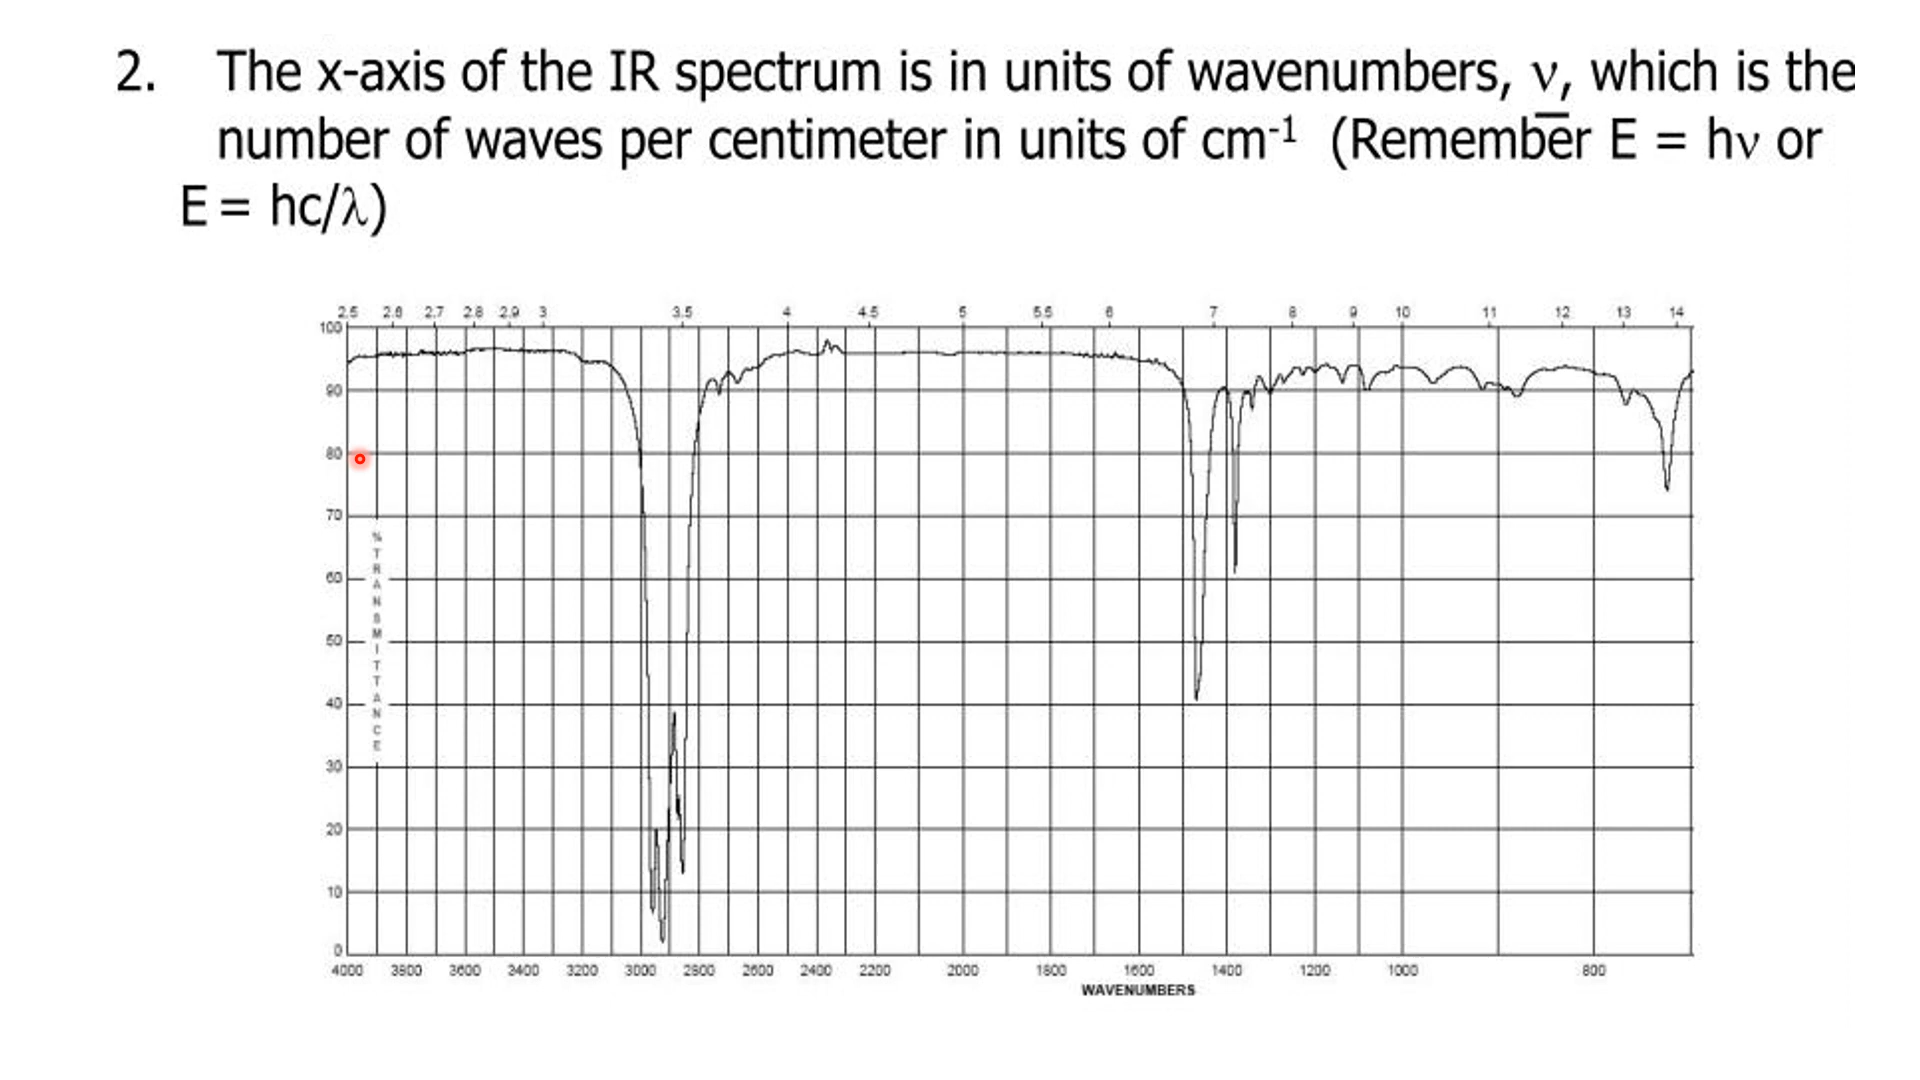 2. The x-axis of the IR spectrum is in units of wavenumbers, ν, which is the
number of waves per centimeter in units of cm-1 (Remember E = hν or
E = hc/λ)
2.5 2.6 2.7 2.8 2.9 3 3.5 4 4.5 5 5.5 6 7 8 9 10 11 12 13 14
100
90
80
70
60
50
40
30
20
10
0
%TRANSMITTANCE
4000 3800 3600 3400 3200 3000 2800 2600 2400 2200 2000 1800 1600 1400 1200 1000 800
WAVENUMBERS